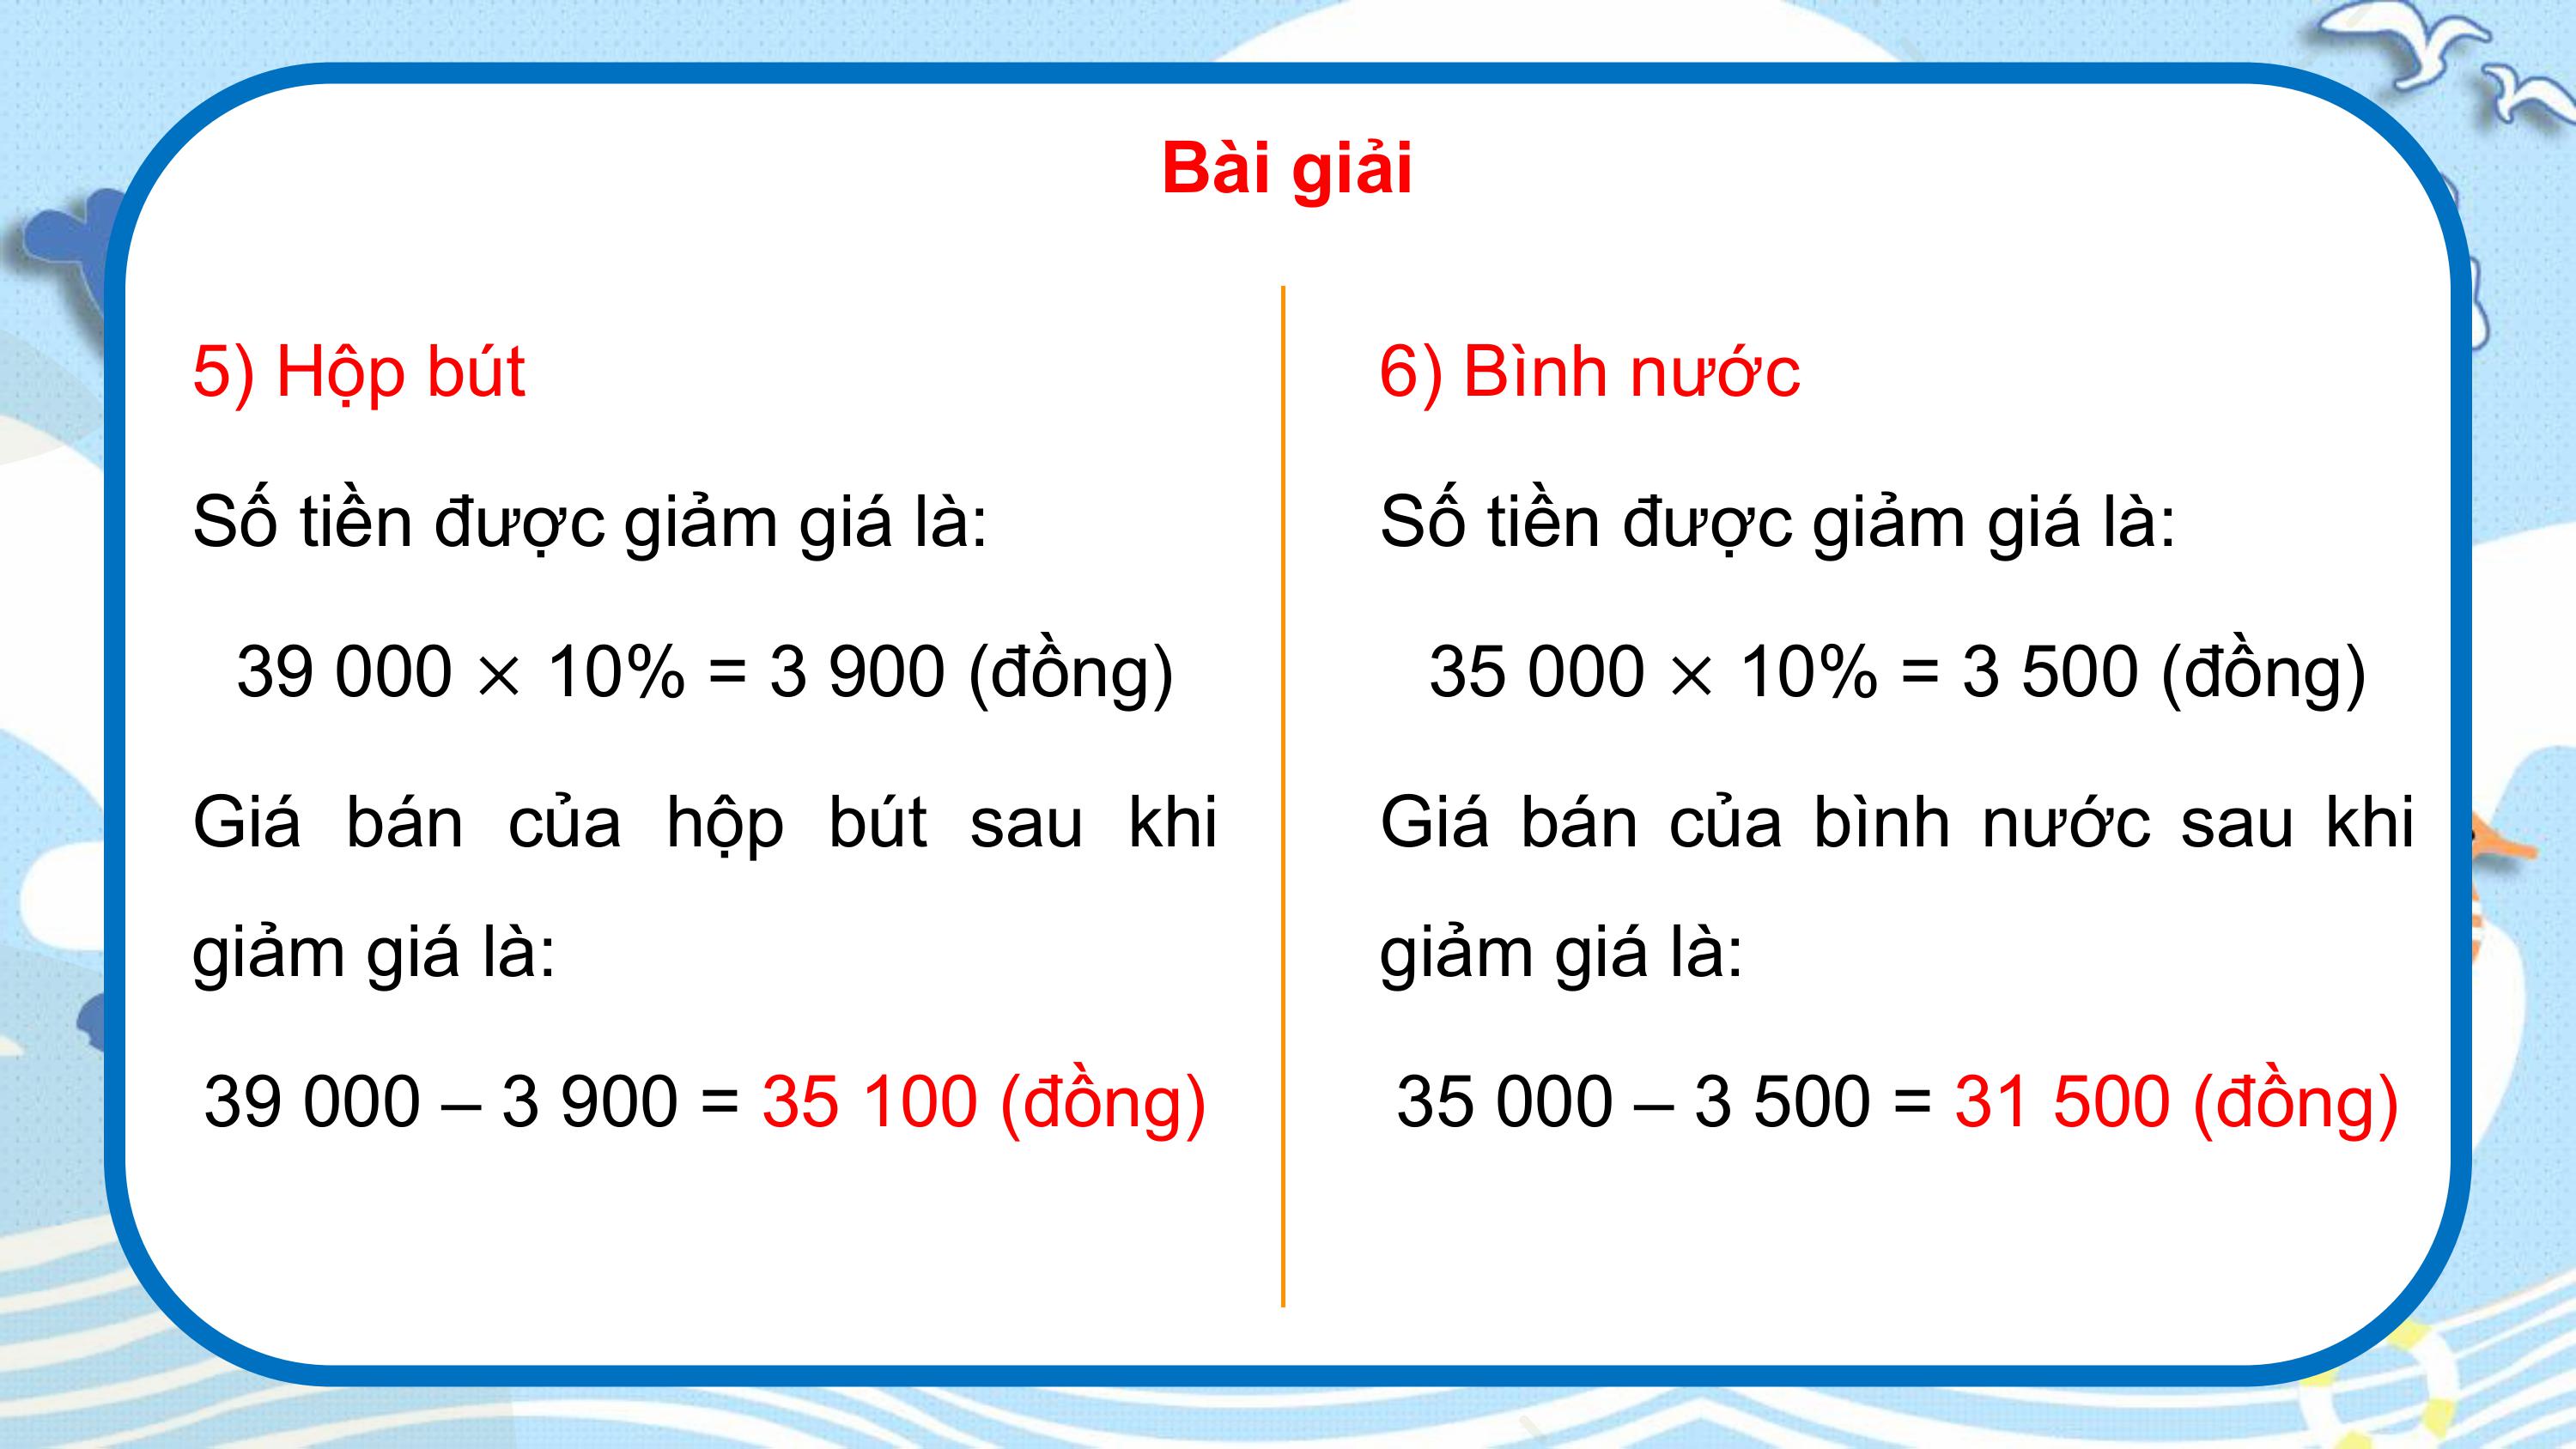 Bài giải
5) Hộp bút
Số tiền được giảm giá là:
39 000 × 10% = 3 900 (đồng)
Giá bán của hộp bút sau khi
giảm giá là:
39 000 – 3 900 = 35 100 (đồng)
6) Bình nước
Số tiền được giảm giá là:
35 000 × 10% = 3 500 (đồng)
Giá bán của bình nước sau khi
giảm giá là:
35 000 – 3 500 = 31 500 (đồng)